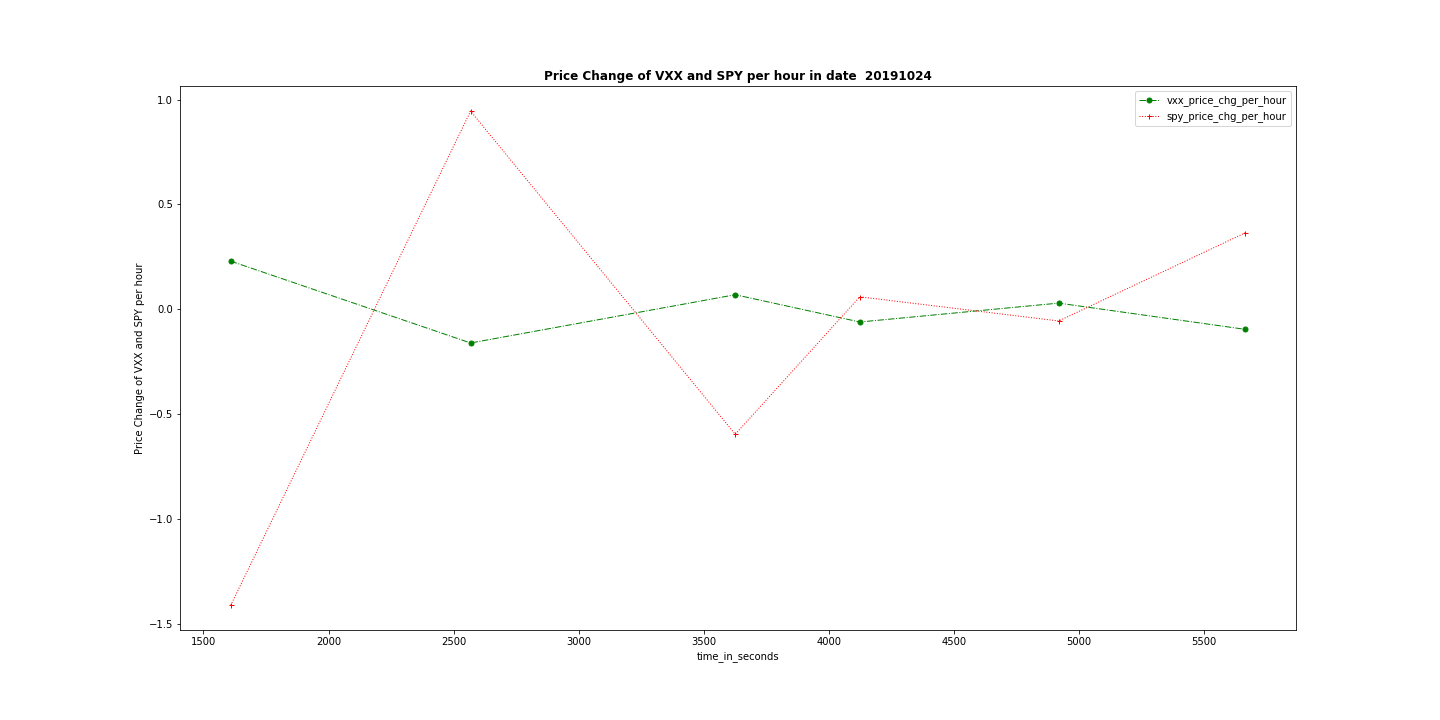 Price Change of VXX and SPY per hour in date  20191024
vxx_price_chg_per_hour
spy_price_chg_per_hour
Price Change of VXX and SPY per hour
1.0
0.5
0.0
−0.5
−1.0
−1.5
1500 2000 2500 3000 3500 4000 4500 5000 5500
time_in_seconds